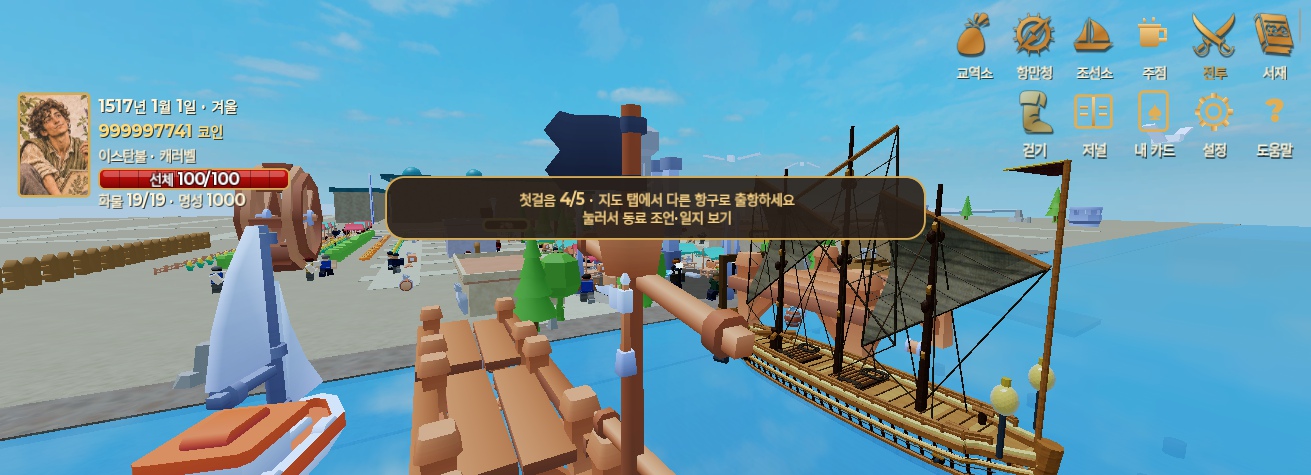 교역소 항만청 조선소 주점 전투 서재
걷기 저널 내 카드 설정 도움말
1517년 1월 1일 · 겨울
999997741 코인
이스탄불 · 캐러벨
선체 100/100
화물 19/19 · 명성 1000
첫걸음 4/5 · 지도 탭에서 다른 항구로 출항하세요
눌러서 동료 조언·일지 보기